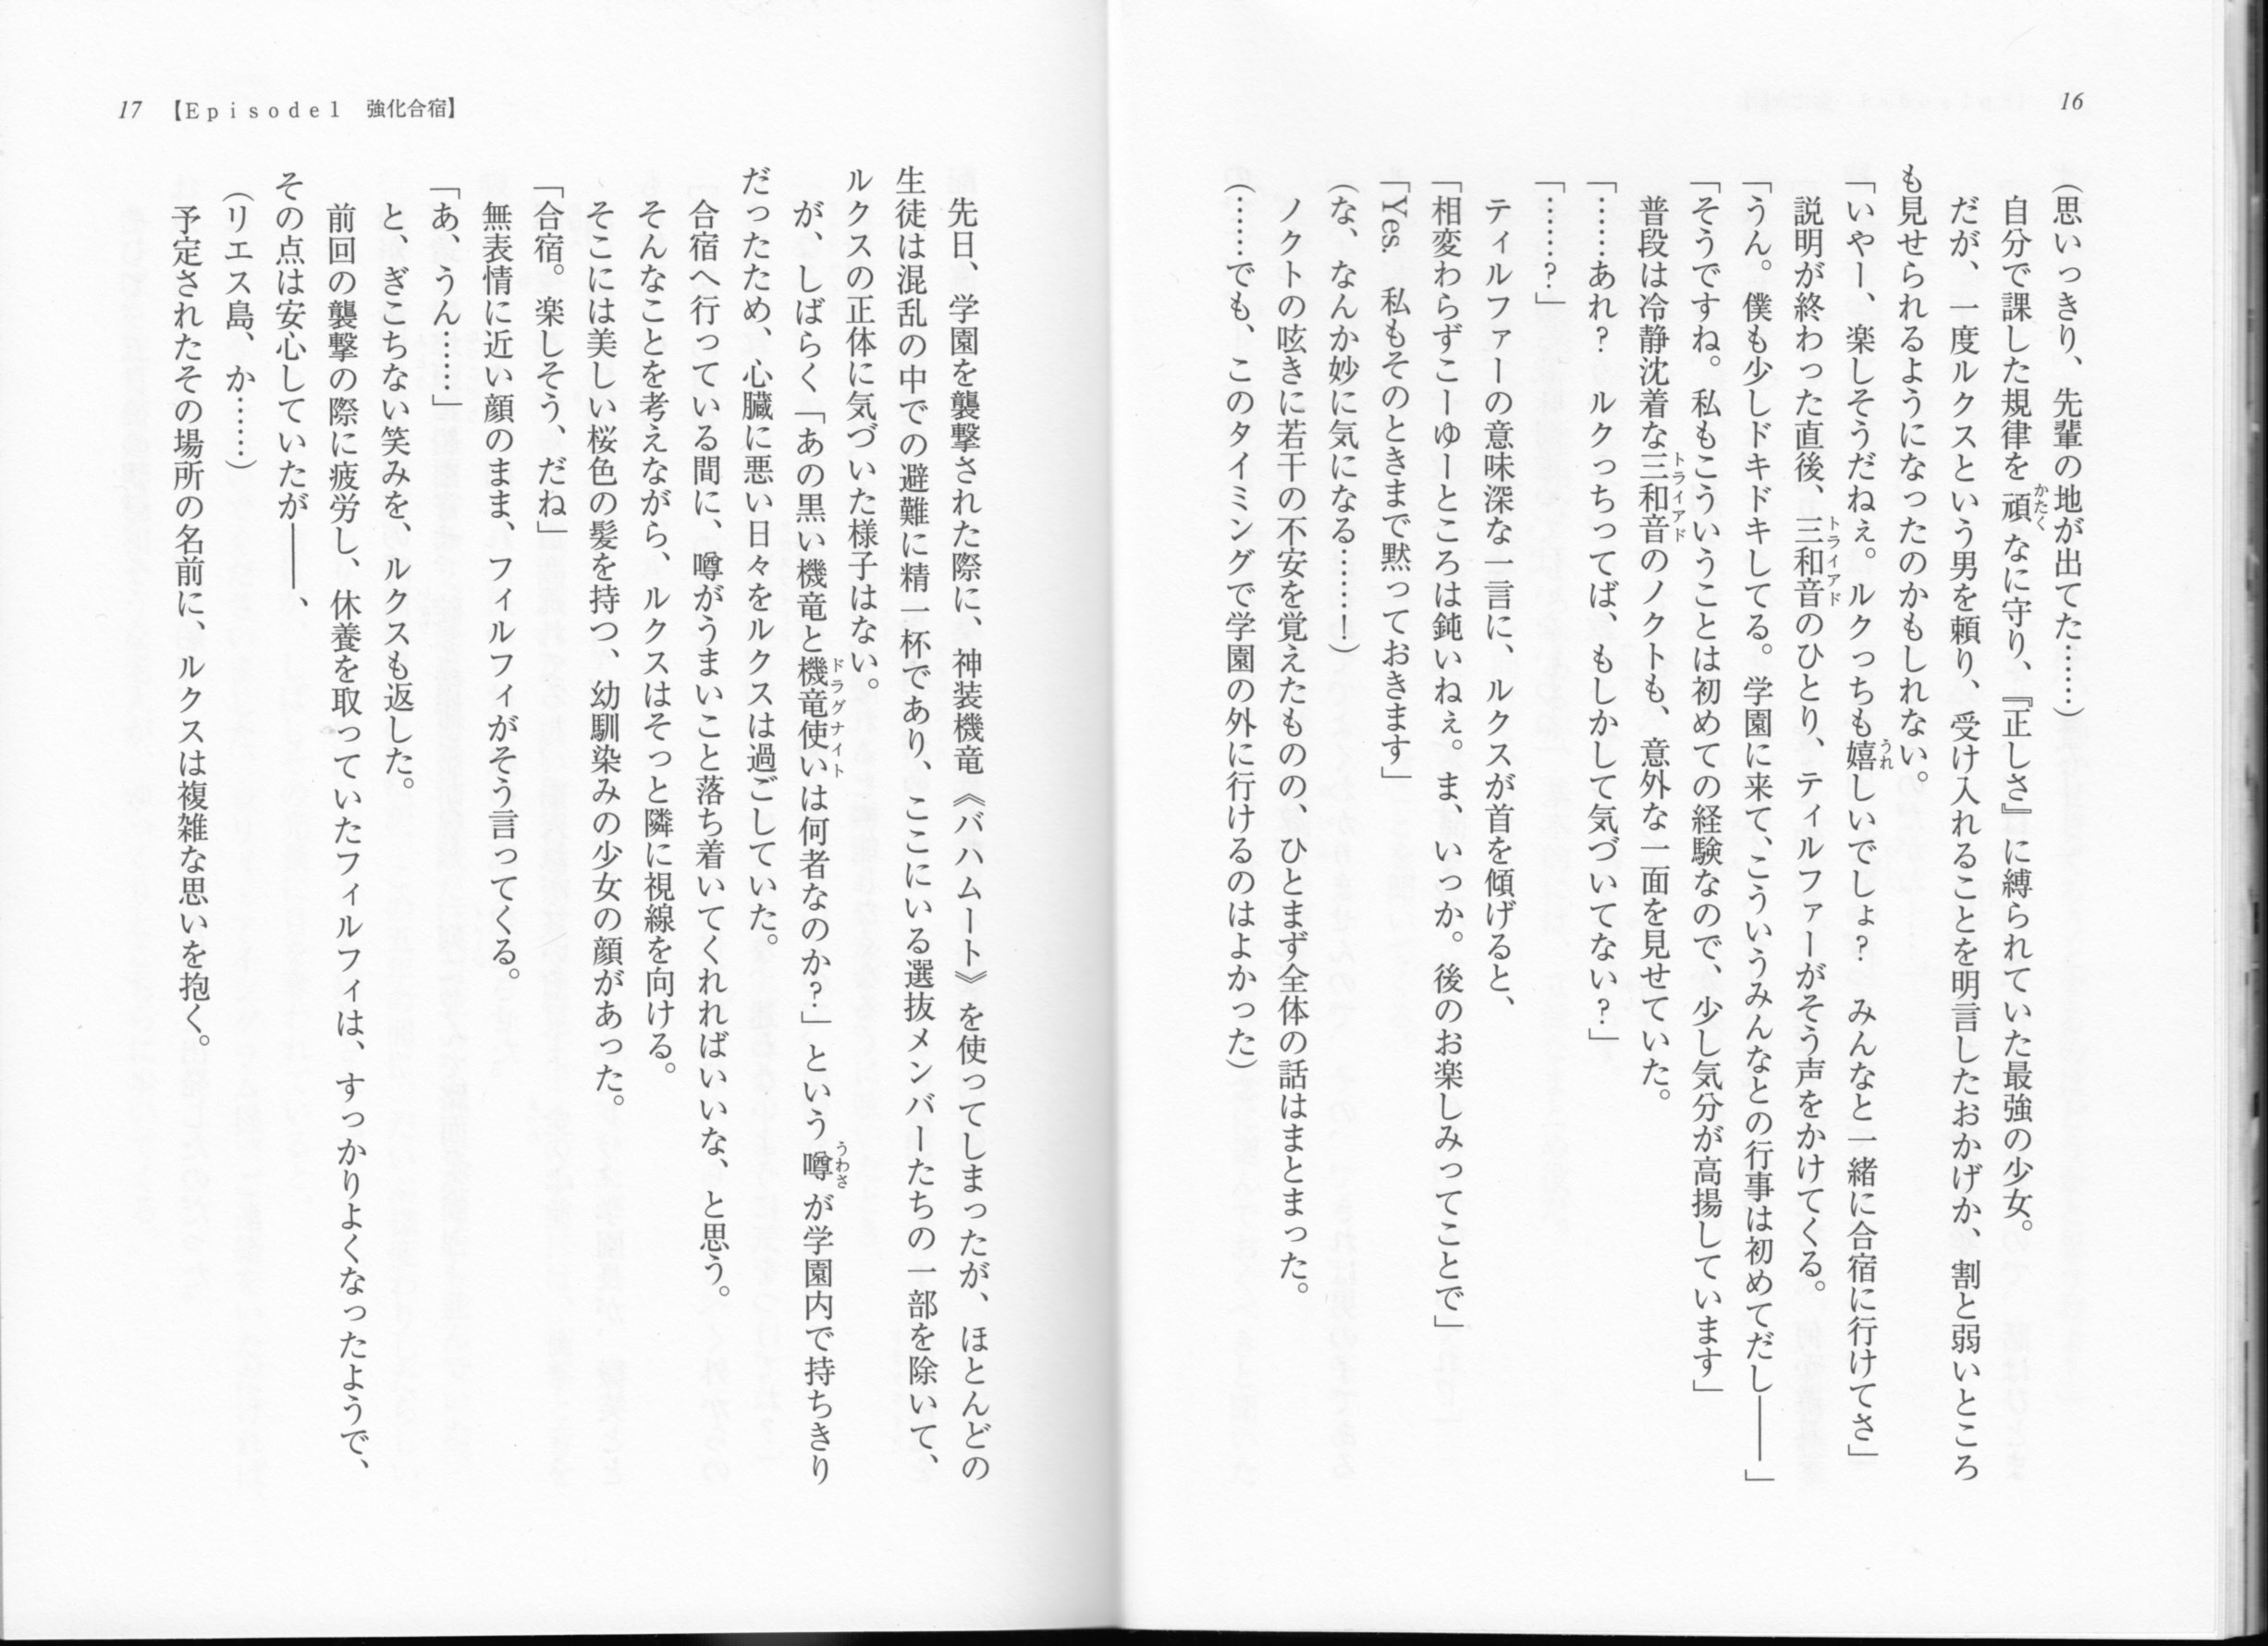 16
（思いっきり、先輩の地が出てた……）
自分で課した規律を頑なに守り、『正しさ』に縛られていた最強の少女。
だが、一度ルクスという男を頼り、受け入れることを明言したおかげか、割と弱いところ
も見せられるようになったのかもしれない。
「いやー、楽しそうだねぇ。ルクっちも嬉しいでしょ？　みんなと一緒に合宿に行けてさ」
説明が終わった直後、三和音のひとり、ティルファーがそう声をかけてくる。
「うん。僕も少しドキドキしてる。学園に来て、こういうみんなとの行事は初めてだし――」
「そうですね。私もこういうことは初めての経験なので、少し気分が高揚しています」
普段は冷静沈着な三和音のノクトも、意外な一面を見せていた。
「……あれ？　ルクっちってば、もしかして気づいてない？」
「……？」
ティルファーの意味深な一言に、ルクスが首を傾げると、
「相変わらずこーゆーところは鈍いねぇ。ま、いっか。後のお楽しみってことで」
「Yes.　私もそのときまで黙っておきます」
（な、なんか妙に気になる……！）
ノクトの呟きに若干の不安を覚えたものの、ひとまず全体の話はまとまった。
（……でも、このタイミングで学園の外に行けるのはよかった）
17　【Episode1　強化合宿】
先日、学園を襲撃された際に、神装機竜《バハムート》を使ってしまったが、ほとんどの
生徒は混乱の中での避難に精一杯であり、ここにいる選抜メンバーたちの一部を除いて、
ルクスの正体に気づいた様子はない。
が、しばらく「あの黒い機竜と機竜使いは何者なのか？」という噂が学園内で持ちきり
だったため、心臓に悪い日々をルクスは過ごしていた。
合宿へ行っている間に、噂がうまいこと落ち着いてくれればいいな、と思う。
そんなことを考えながら、ルクスはそっと隣に視線を向ける。
そこには美しい桜色の髪を持つ、幼馴染みの少女の顔があった。
「合宿。楽しそう、だね」
無表情に近い顔のまま、フィルフィがそう言ってくる。
「あ、うん……」
と、ぎこちない笑みを、ルクスも返した。
前回の襲撃の際に疲労し、休養を取っていたフィルフィは、すっかりよくなったようで、
その点は安心していたが――、
（リエス島、か……）
予定されたその場所の名前に、ルクスは複雑な思いを抱く。